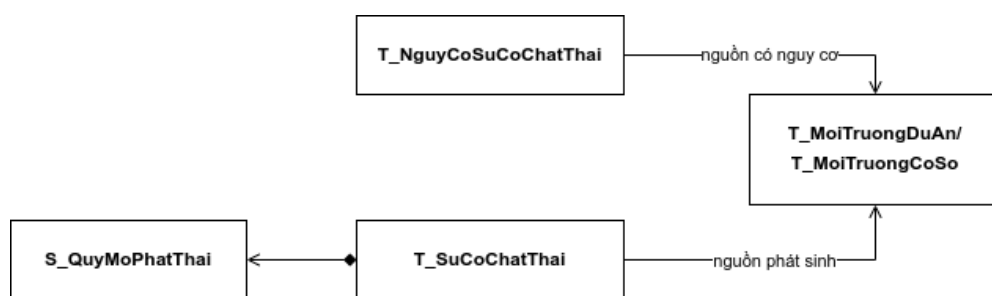 T_NguyCoSuCoChatThai
nguồn có nguy cơ
T_MoiTruongDuAn/
T_MoiTruongCoSo
S_QuyMoPhatThai
T_SuCoChatThai
nguồn phát sinh